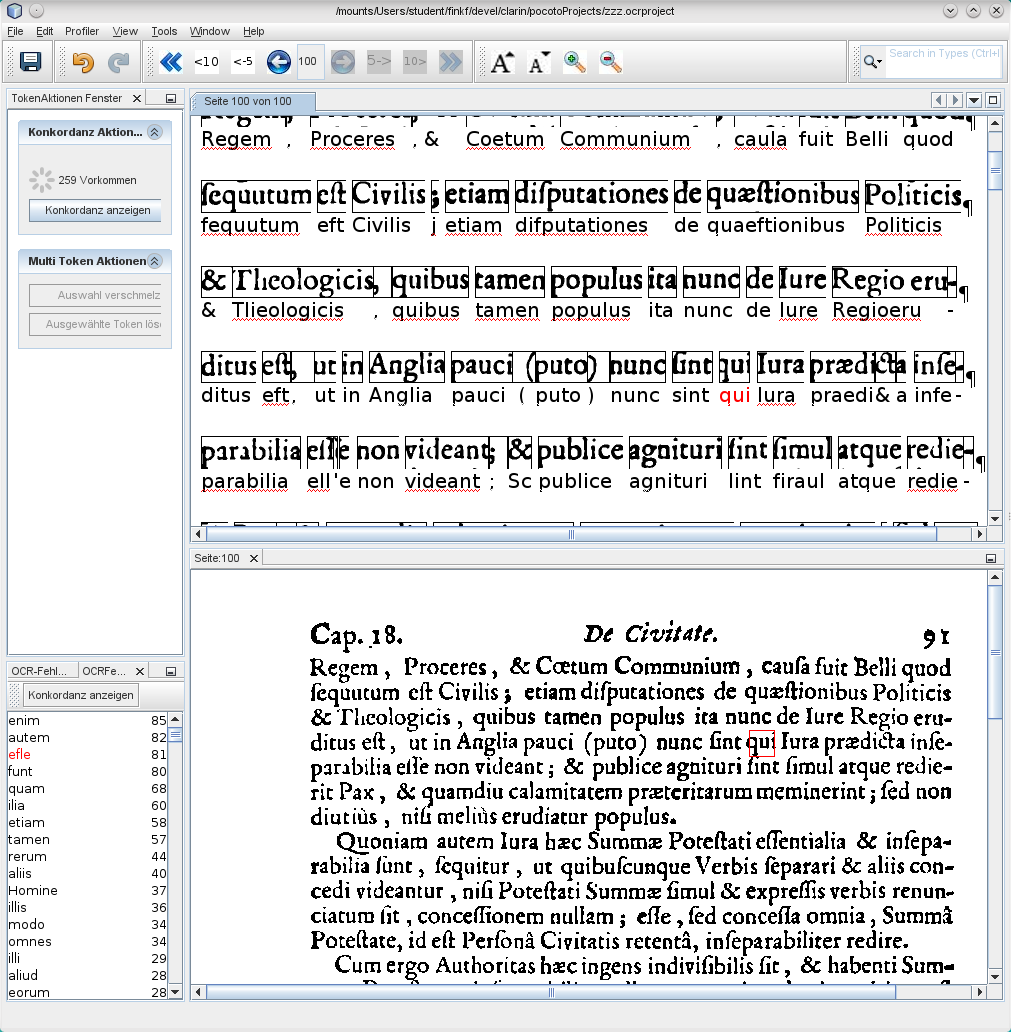 /mounts/Users/student/finkf/devel/clarin/pocotoProjects/zzz.ocrproject
File Edit Profiler View Tools Window Help
<10 <-5 100 5-> 10> A A Search in Types (Ctrl+I
TokenAktionen Fenster
Konkordanz Aktion...
259 Vorkommen
Konkordanz anzeigen
Multi Token Aktionen
Auswahl verschmelz
Ausgewählte Token löse
OCR-Fehl... OCRFe...
Konkordanz anzeigen
enim 85
autem 82
efle 81
funt 80
quam 68
ilia 60
etiam 58
tamen 57
rerum 44
aliis 40
Homine 37
illis 36
modo 34
omnes 34
illi 29
aliud 28
eorum 28
Seite 100 von 100
Regem , Proceres , & Coetum Communium , caula fuit Belli quod
ſequutum eſt Civilis ; etiam diſputationes de quæſtionibus Politicis ¶
fequutum eft Civilis j etiam difputationes de quaeftionibus Politicis
& Theologicis, quibus tamen populus ita nunc de Iure Regio eru- ¶
& Tlieologicis , quibus tamen populus ita nunc de lure Regioeru -
ditus eſt, ut in Anglia pauci (puto) nunc ſint qui Iura prædicta inſe- ¶
ditus eft, ut in Anglia pauci ( puto ) nunc sint qui lura praedi& a infe-
parabilia eſſe non videant; & publice agnituri ſint ſimul atque redie- ¶
parabilia ell'e non videant ; Sc publice agnituri lint firaul atque redie -
Seite:100
Cap. 18. De Civitate. 91
Regem , Proceres , & Cœtum Communium , cauſa fuit Belli quod
ſequutum eſt Civilis ; etiam diſputationes de quæſtionibus Politicis
& Theologicis , quibus tamen populus ita nunc de Iure Regio eru-
ditus eſt , ut in Anglia pauci (puto) nunc ſint qui Iura prædicta inſe-
parabilia eſſe non videant ; & publice agnituri ſint ſimul atque redie-
rit Pax , & quamdiu calamitatem præteritarum meminerint ; ſed non
diutiùs , niſi meliùs erudiatur populus.
Quoniam autem Iura hæc Summæ Poteſtati eſſentialia & inſepa-
rabilia ſunt , ſequitur , ut quibuſcunque Verbis ſeparari & aliis con-
cedi videantur , niſi Poteſtati Summæ ſimul & expreſſis verbis renun-
ciatum ſit , conceſſionem nullam ; eſſe , ſed conceſſa omnia , Summâ
Poteſtate, id eſt Perſonâ Civitatis retentâ, inſeparabiliter redire.
Cum ergo Authoritas hæc ingens indiviſibilis ſit , & habenti Sum-